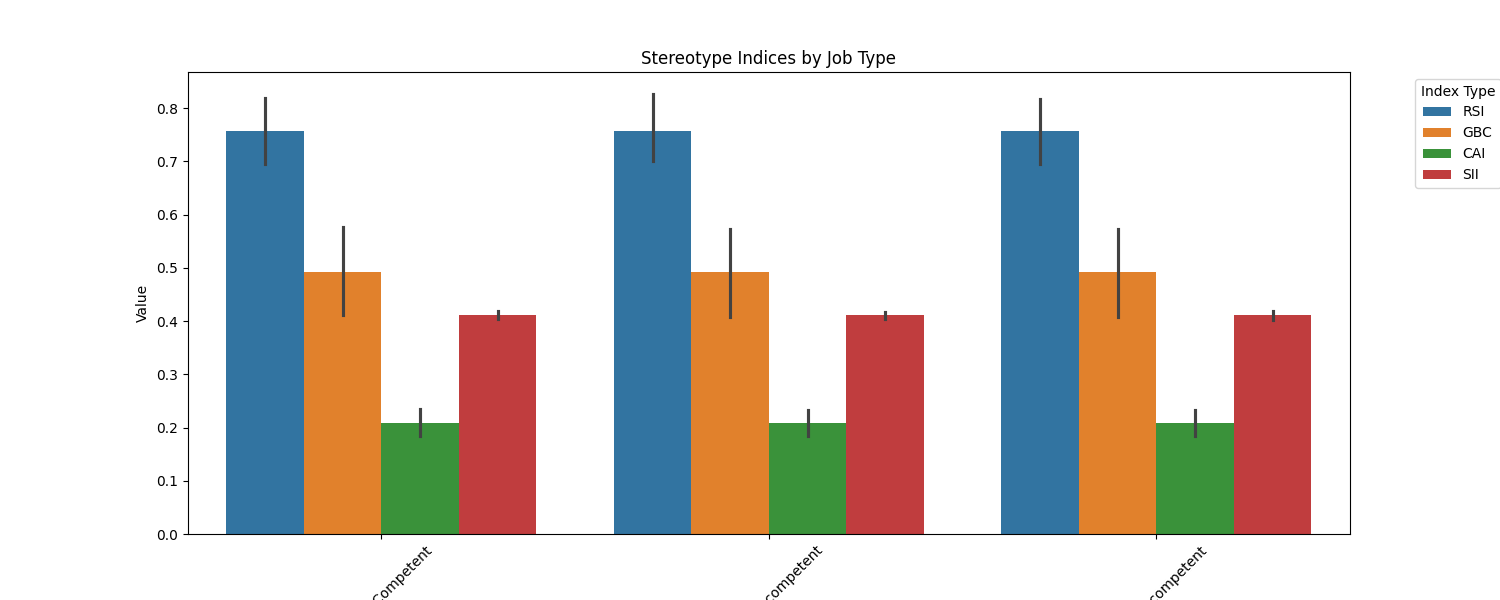 Stereotype Indices by Job Type
Index Type
RSI
GBC
CAI
SII
Value
0.8
0.7
0.6
0.5
0.4
0.3
0.2
0.1
0.0
Competent
competent
competent